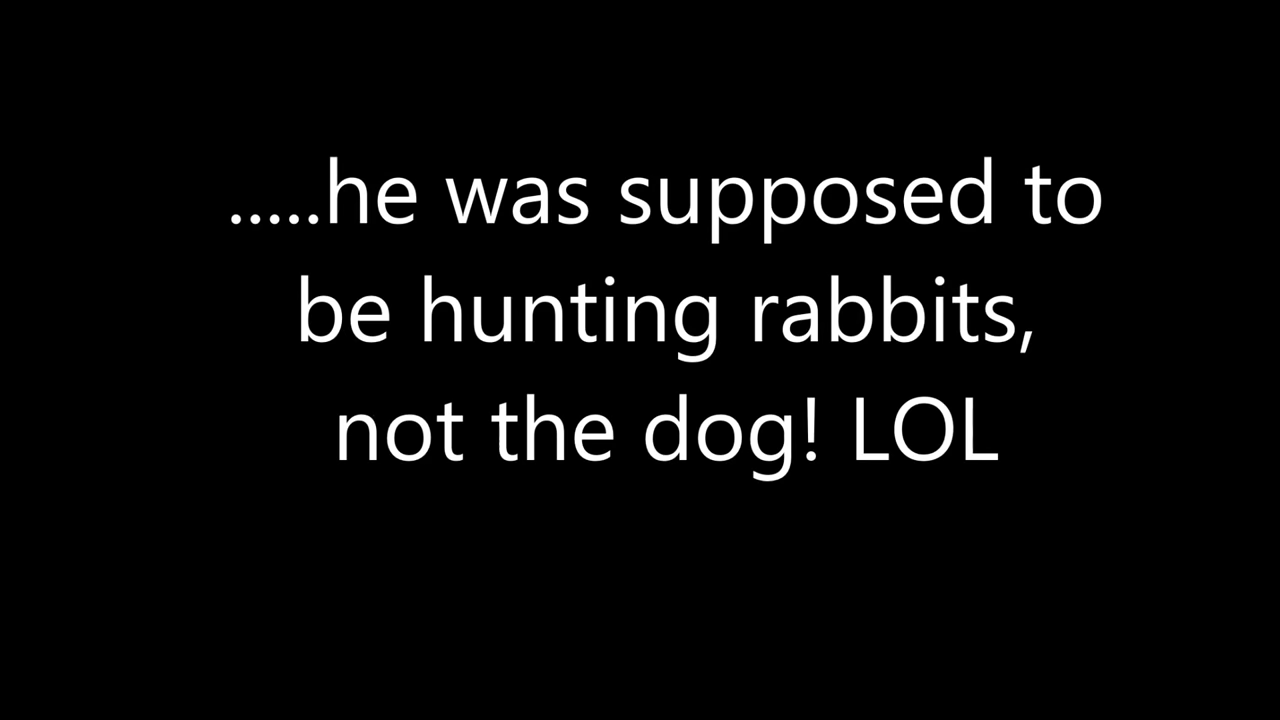 .....he was supposed to
be hunting rabbits,
not the dog! LOL